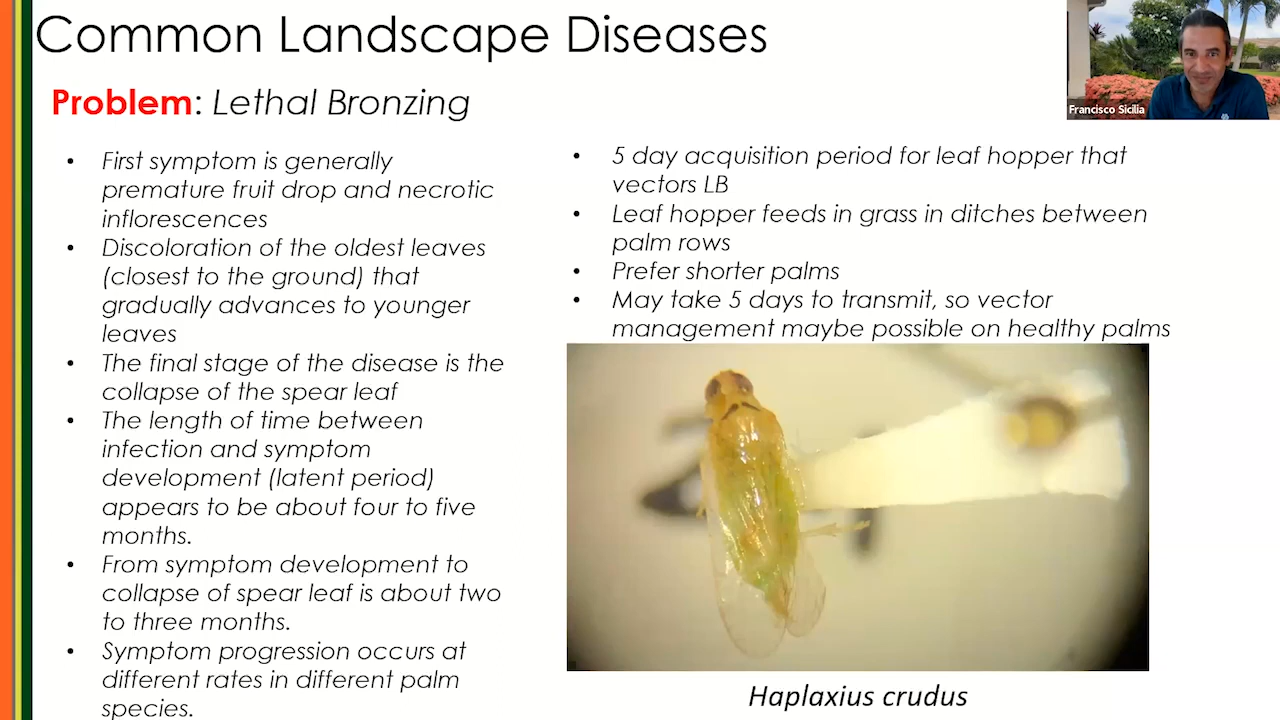 Common Landscape Diseases
Francisco Sicilia
Problem: Lethal Bronzing
• First symptom is generally
premature fruit drop and necrotic
inflorescences
• Discoloration of the oldest leaves
(closest to the ground) that
gradually advances to younger
leaves
• The final stage of the disease is the
collapse of the spear leaf
• The length of time between
infection and symptom
development (latent period)
appears to be about four to five
months.
• From symptom development to
collapse of spear leaf is about two
to three months.
• Symptom progression occurs at
different rates in different palm
species.
• 5 day acquisition period for leaf hopper that
vectors LB
• Leaf hopper feeds in grass in ditches between
palm rows
• Prefer shorter palms
• May take 5 days to transmit, so vector
management maybe possible on healthy palms
Haplaxius crudus